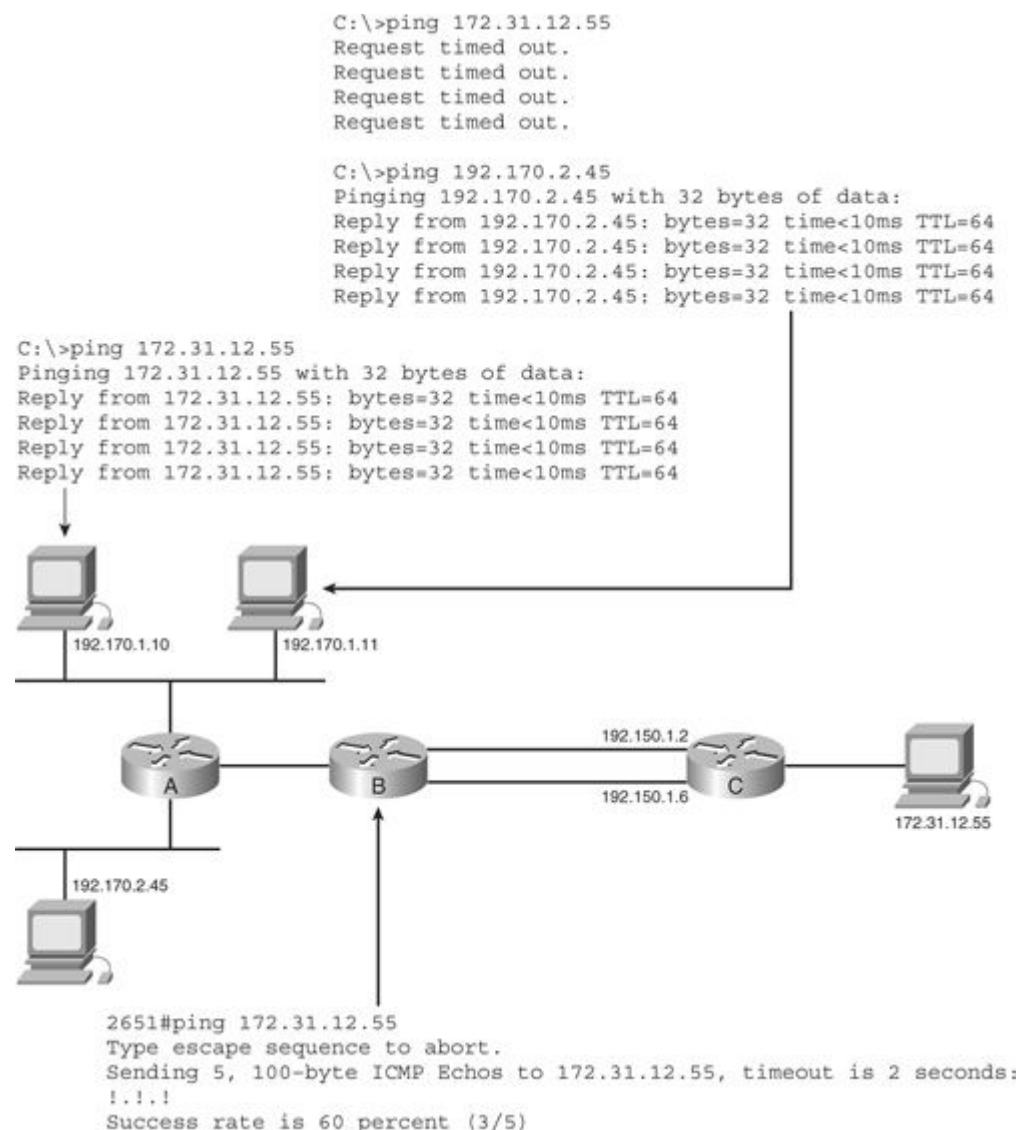 C:\>ping 172.31.12.55
Request timed out.
Request timed out.
Request timed out.
Request timed out.
C:\>ping 192.170.2.45
Pinging 192.170.2.45 with 32 bytes of data:
Reply from 192.170.2.45: bytes=32 time<10ms TTL=64
Reply from 192.170.2.45: bytes=32 time<10ms TTL=64
Reply from 192.170.2.45: bytes=32 time<10ms TTL=64
Reply from 192.170.2.45: bytes=32 time<10ms TTL=64
C:\>ping 172.31.12.55
Pinging 172.31.12.55 with 32 bytes of data:
Reply from 172.31.12.55: bytes=32 time<10ms TTL=64
Reply from 172.31.12.55: bytes=32 time<10ms TTL=64
Reply from 172.31.12.55: bytes=32 time<10ms TTL=64
Reply from 172.31.12.55: bytes=32 time<10ms TTL=64
192.170.1.10
192.170.1.11
192.150.1.2
A
B
C
192.150.1.6
172.31.12.55
192.170.2.45
2651#ping 172.31.12.55
Type escape sequence to abort.
Sending 5, 100-byte ICMP Echos to 172.31.12.55, timeout is 2 seconds:
!.!.!
Success rate is 60 percent (3/5)